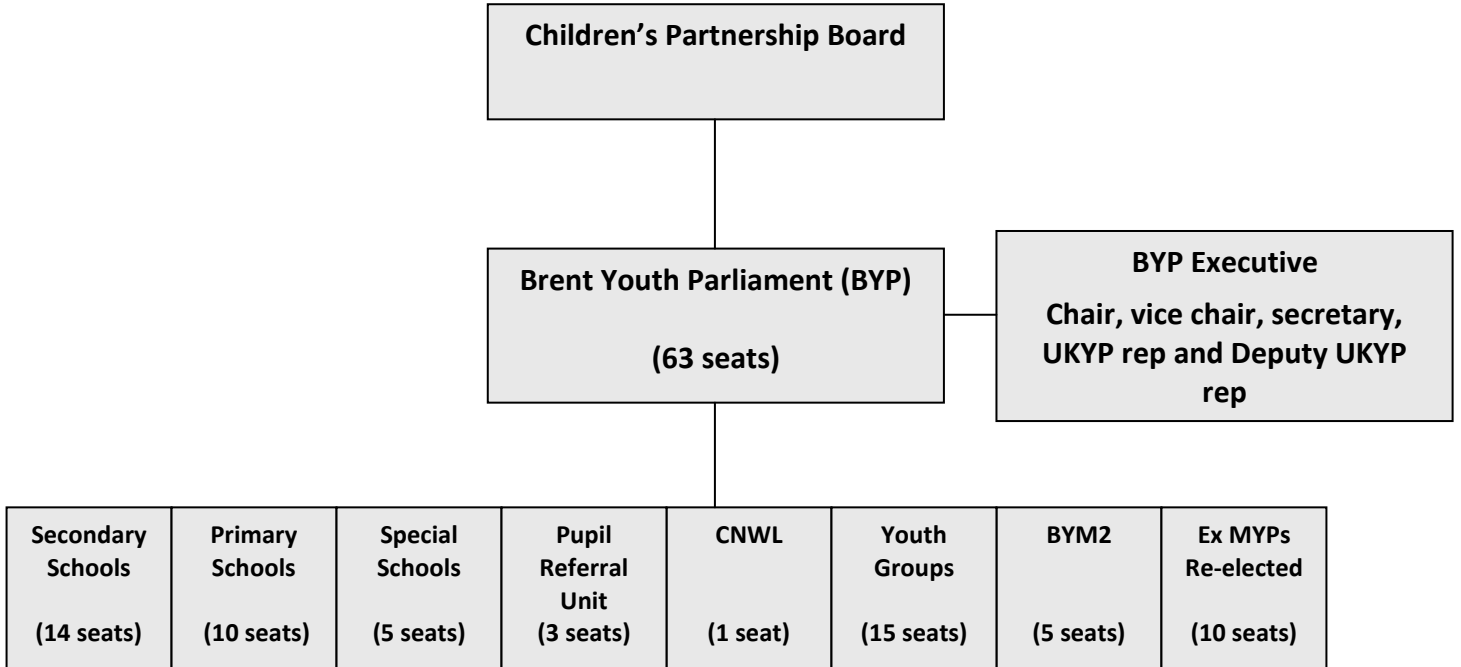 Children’s Partnership Board
Brent Youth Parliament (BYP)
(63 seats)
BYP Executive
Chair, vice chair, secretary,
UKYP rep and Deputy UKYP
rep
Secondary
Schools
(14 seats)
Primary
Schools
(10 seats)
Special
Schools
(5 seats)
Pupil
Referral
Unit
(3 seats)
CNWL
(1 seat)
Youth
Groups
(15 seats)
BYM2
(5 seats)
Ex MYPs
Re-elected
(10 seats)